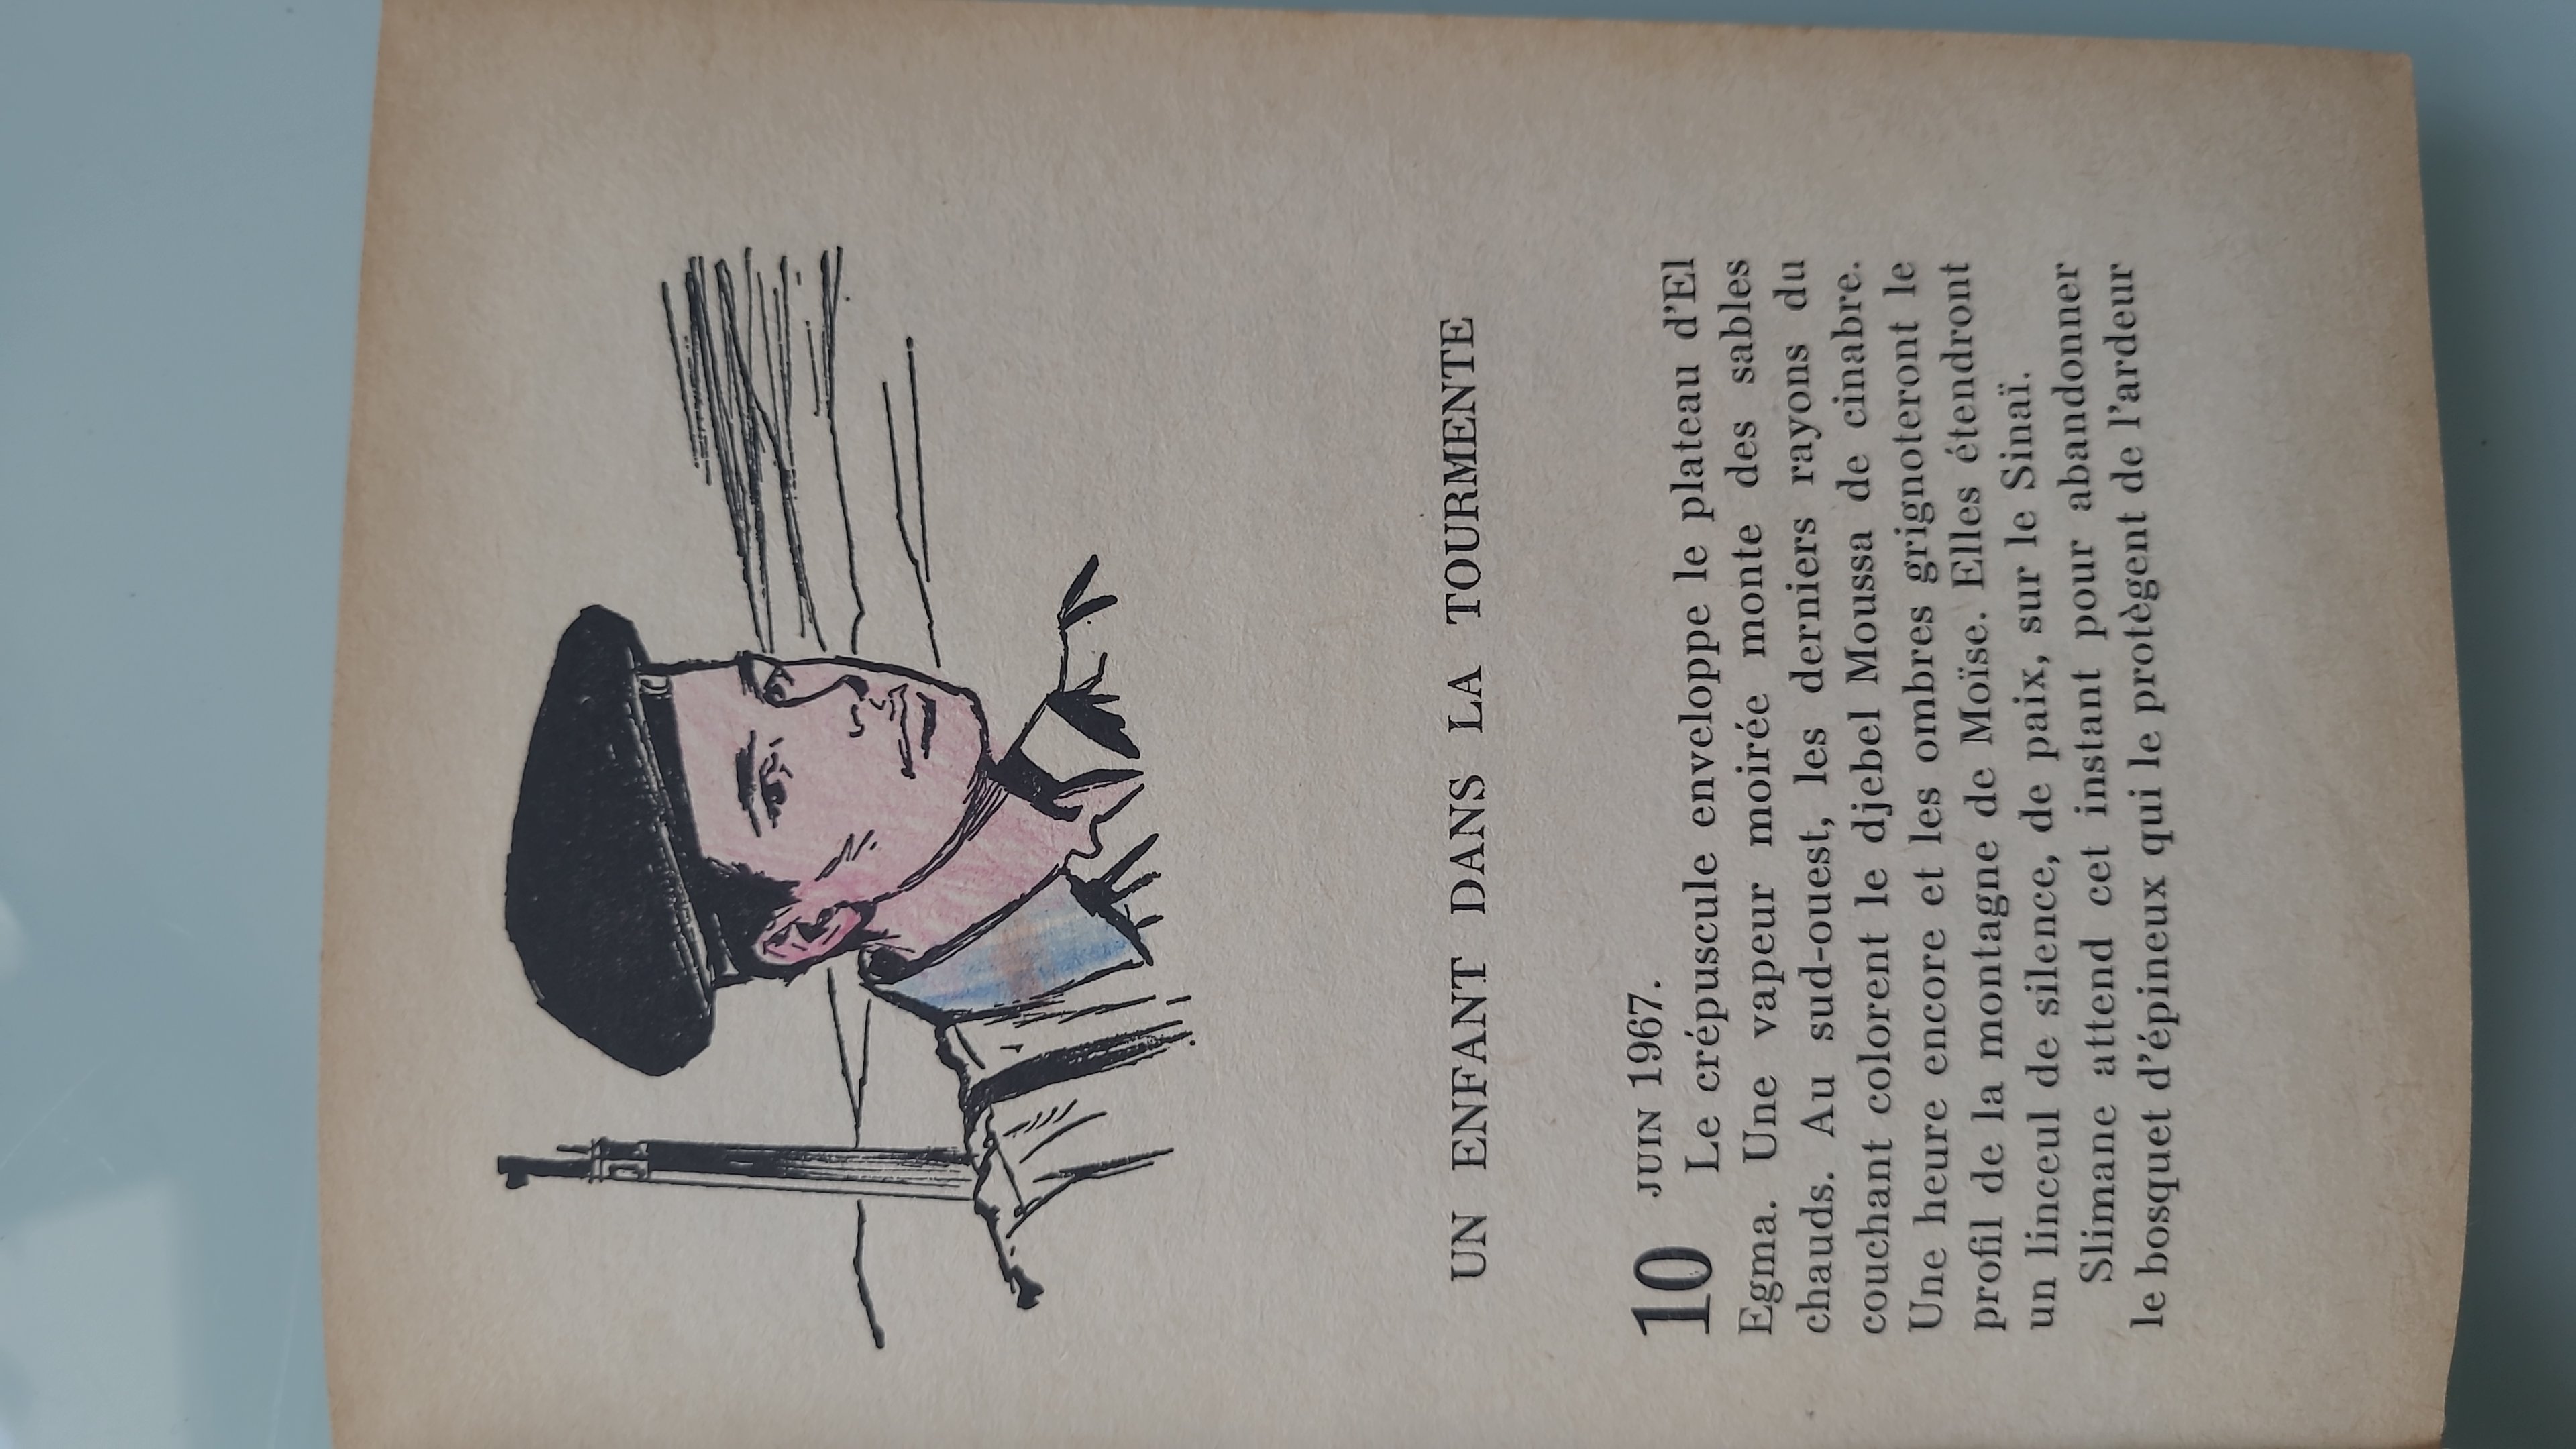 UN ENFANT DANS LA TOURMENTE
10 JUIN 1967.
Le crépuscule enveloppe le plateau d'El
Egma. Une vapeur moirée monte des sables
chauds. Au sud-ouest, les derniers rayons du
couchant colorent le djebel Moussa de cinabre.
Une heure encore et les ombres grignoteront le
profil de la montagne de Moïse. Elles étendront
un linceul de silence, de paix, sur le Sinaï.
Slimane attend cet instant pour abandonner
le bosquet d'épineux qui le protègent de l'ardeur